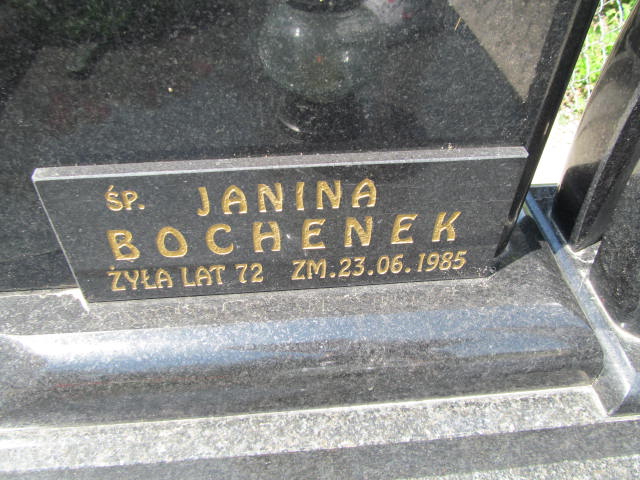 ŚP. JANINA
BOCHENEK
ŻYŁA LAT 72 ZM. 23.06.1985